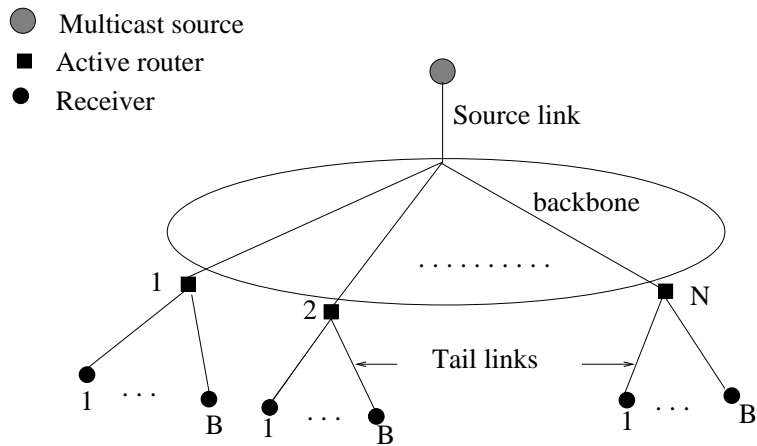 Multicast source
Active router
Receiver
Source link
backbone
. . . . . . . . . .
1
2
N
Tail links
1 . . . B
1 . . . B
1 . . . B